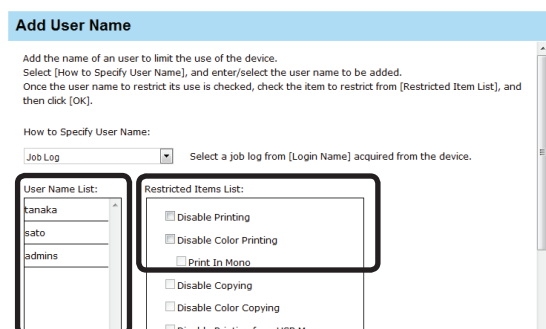 Add User Name
Add the name of an user to limit the use of the device.
Select [How to Specify User Name], and enter/select the user name to be added.
Once the user name to restrict its use is checked, check the item to restrict from [Restricted Item List], and
then click [OK].
How to Specify User Name:
Job Log
Select a job log from [Login Name] acquired from the device.
User Name List:
tanaka
sato
admins
Restricted Items List:
Disable Printing
Disable Color Printing
Print In Mono
Disable Copying
Disable Color Copying
Disable Printing from USB